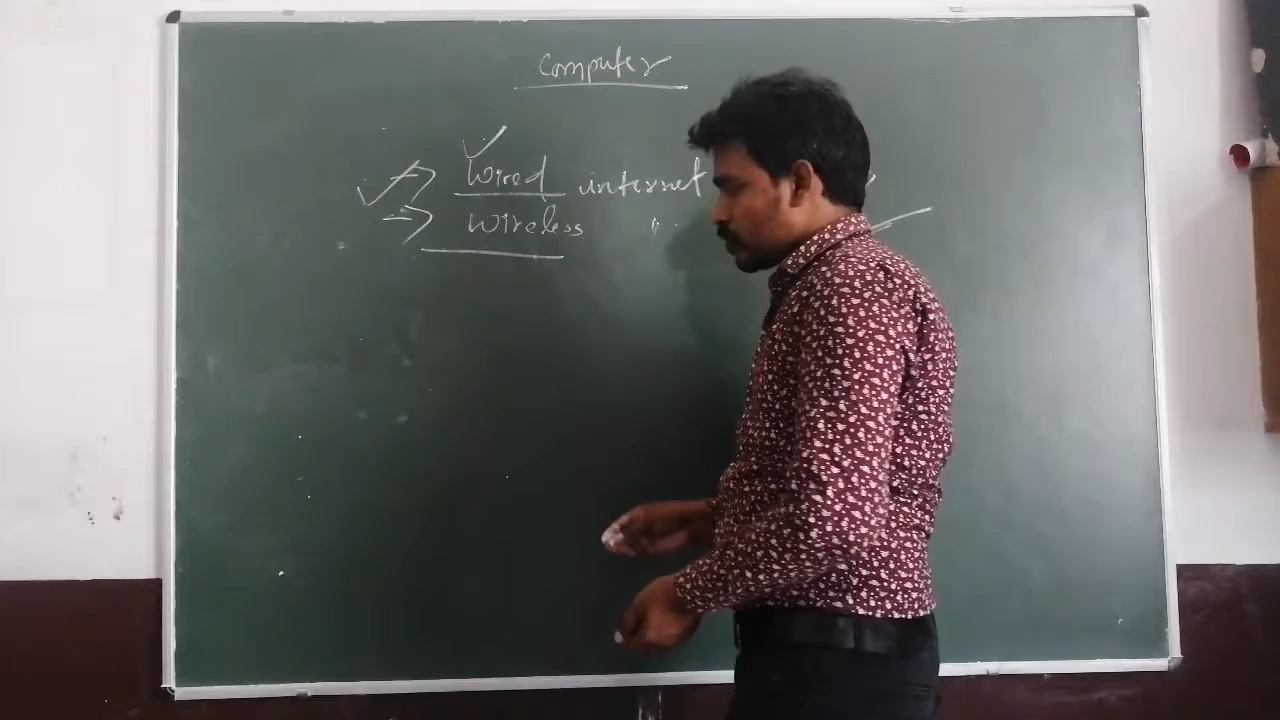 Computer
Wired internet
Wireless " "